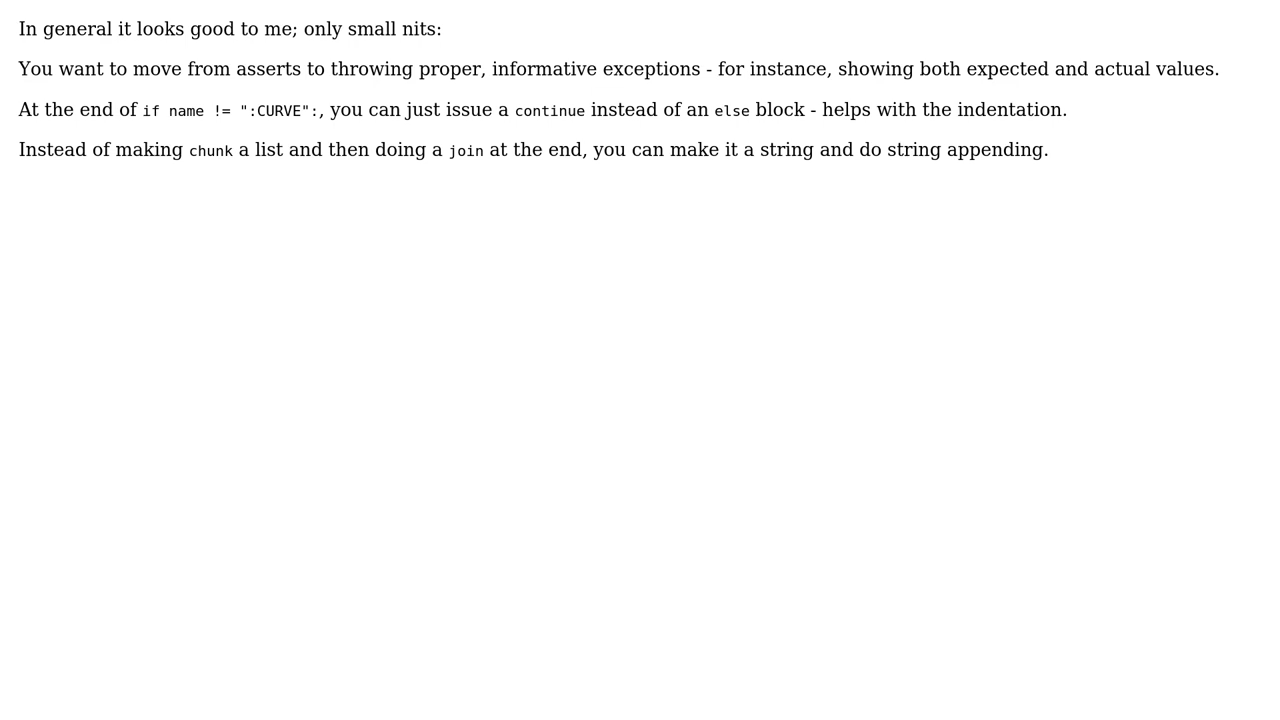 In general it looks good to me; only small nits:
You want to move from asserts to throwing proper, informative exceptions - for instance, showing both expected and actual values.
At the end of if name != ":CURVE":, you can just issue a continue instead of an else block - helps with the indentation.
Instead of making chunk a list and then doing a join at the end, you can make it a string and do string appending.